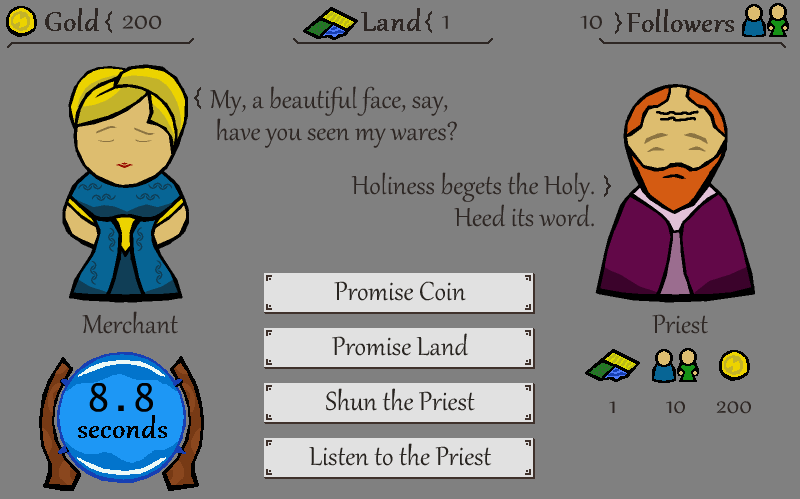 Gold { 200
Land { 1
10 } Followers
{ My, a beautiful face, say,
have you seen my wares?
Holiness begets the Holy. }
Heed its word.
Merchant
Priest
Promise Coin
Promise Land
Shun the Priest
Listen to the Priest
8.8
seconds
1 10 200